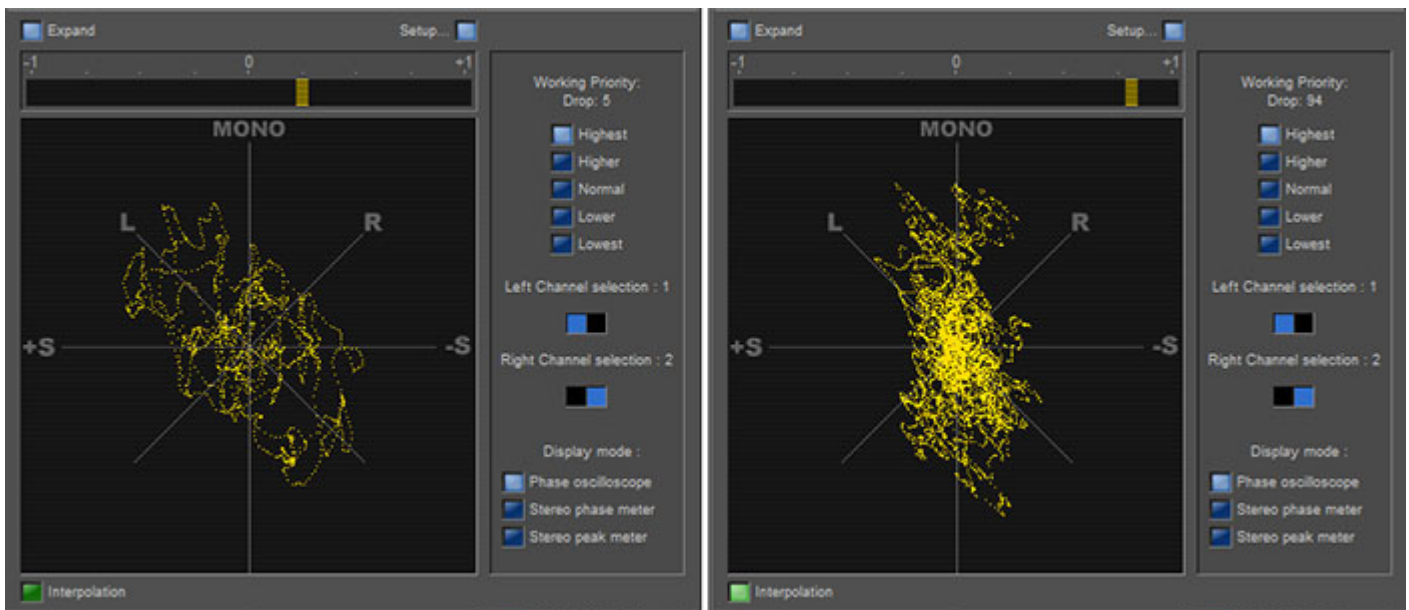 Expand
Setup...
-1 0 +1
Working Priority:
Drop: 5
MONO
Highest
Higher
Normal
Lower
Lowest
L
R
Left Channel selection : 1
+S
-S
Right Channel selection : 2
Display mode :
Phase oscilloscope
Stereo phase meter
Stereo peak meter
Interpolation
Expand
Setup...
-1 0 +1
Working Priority:
Drop: 94
MONO
Highest
Higher
Normal
Lower
Lowest
L
R
Left Channel selection : 1
+S
-S
Right Channel selection : 2
Display mode :
Phase oscilloscope
Stereo phase meter
Stereo peak meter
Interpolation